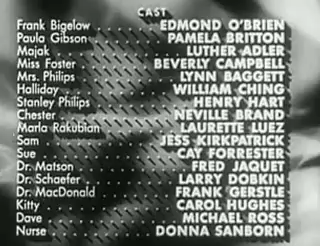 CAST
Frank Bigelow . . . . . . EDMOND O'BRIEN
Paula Gibson . . . . . . PAMELA BRITTON
Majak . . . . . . . . . . LUTHER ADLER
Miss Foster . . . . . . BEVERLY CAMPBELL
Mrs. Philips . . . . . . . LYNN BAGGETT
Halliday . . . . . . . . WILLIAM CHING
Stanley Philips . . . . . . HENRY HART
Chester . . . . . . . . NEVILLE BRAND
Marla Rakubian . . . . . LAURETTE LUEZ
Sam . . . . . . . . JESS KIRKPATRICK
Sue . . . . . . . . . CAY FORRESTER
Dr. Matson . . . . . . . . FRED JAQUET
Dr. Schaefer . . . . . . LARRY DOBKIN
Dr. MacDonald . . . . . FRANK GERSTLE
Kitty . . . . . . . . . CAROL HUGHES
Dave . . . . . . . . . MICHAEL ROSS
Nurse . . . . . . . . DONNA SANBORN